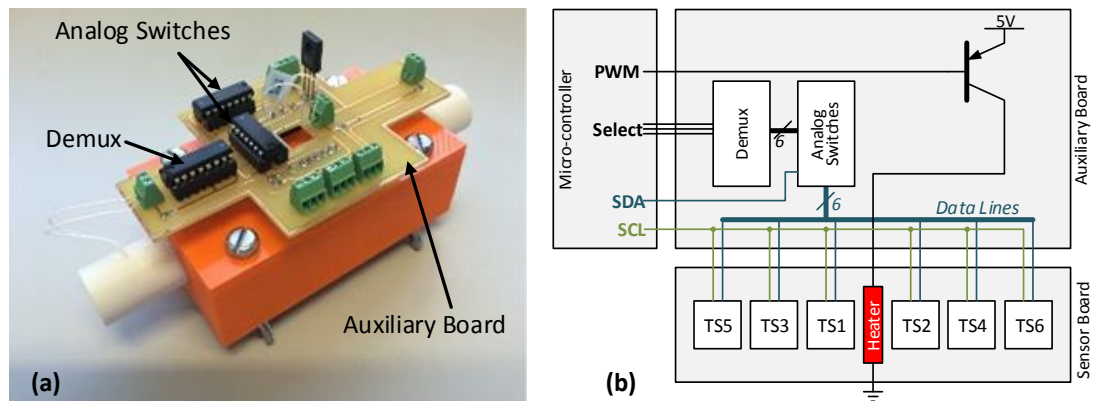 Analog Switches
Demux
Auxiliary Board
(a)
5V
Micro-controller
PWM
Select
Demux
6
Analog
Switches
Auxiliary Board
SDA
6
Data Lines
SCL
TS5
TS3
TS1
Heater
TS2
TS4
TS6
Sensor Board
(b)